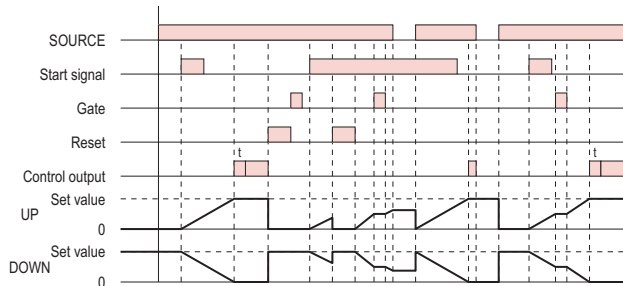 SOURCE
Start signal
Gate
Reset
t
t
Control output
Set value
UP
0
Set value
DOWN
0